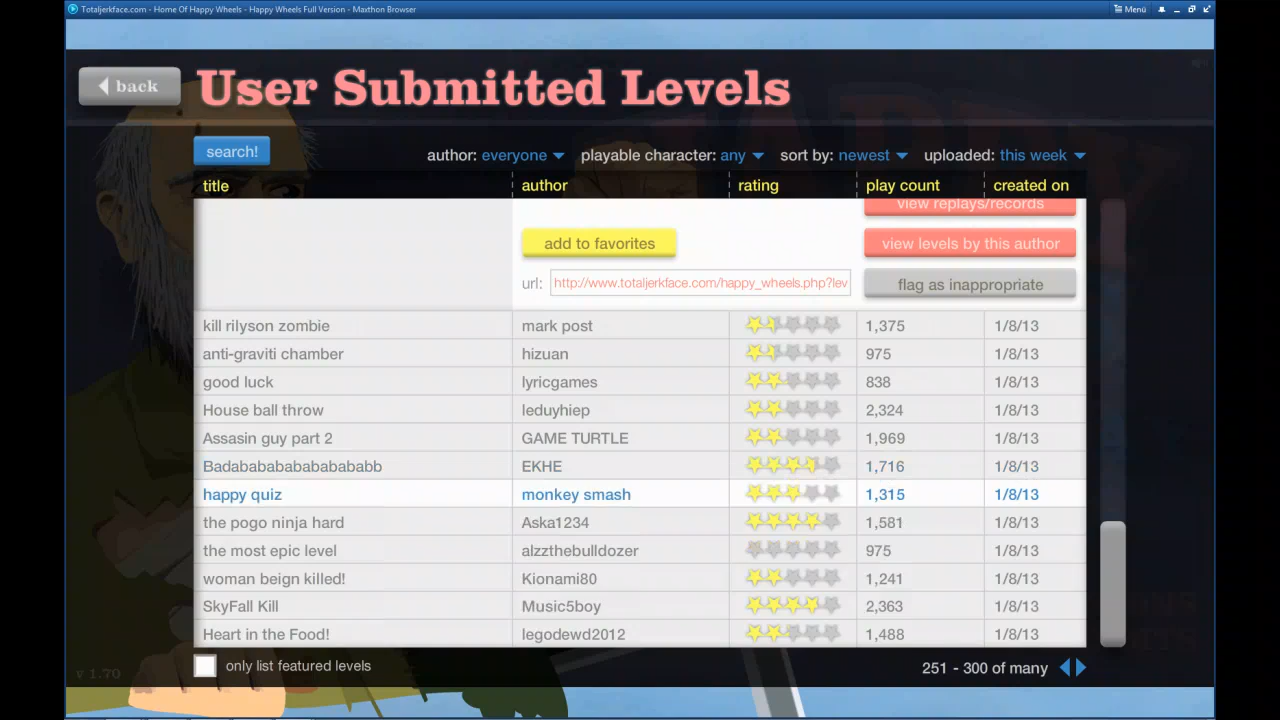 Totaljerkface.com - Home Of Happy Wheels - Happy Wheels Full Version - Maxthon Browser Menü
back User Submitted Levels
search! author: everyone playable character: any sort by: newest uploaded: this week
title author rating play count created on
view replays/records
add to favorites view levels by this author
url: http://www.totaljerkface.com/happy_wheels.php?lev flag as inappropriate
kill rilyson zombie mark post 1,375 1/8/13
anti-graviti chamber hizuan 975 1/8/13
good luck lyricgames 838 1/8/13
House ball throw leduyhiep 2,324 1/8/13
Assasin guy part 2 GAME TURTLE 1,969 1/8/13
Badababababababababb EKHE 1,716 1/8/13
happy quiz monkey smash 1,315 1/8/13
the pogo ninja hard Aska1234 1,581 1/8/13
the most epic level alzzthebulldozer 975 1/8/13
woman beign killed! Kionami80 1,241 1/8/13
SkyFall Kill Music5boy 2,363 1/8/13
Heart in the Food! legodewd2012 1,488 1/8/13
only list featured levels 251 - 300 of many
v 1.70